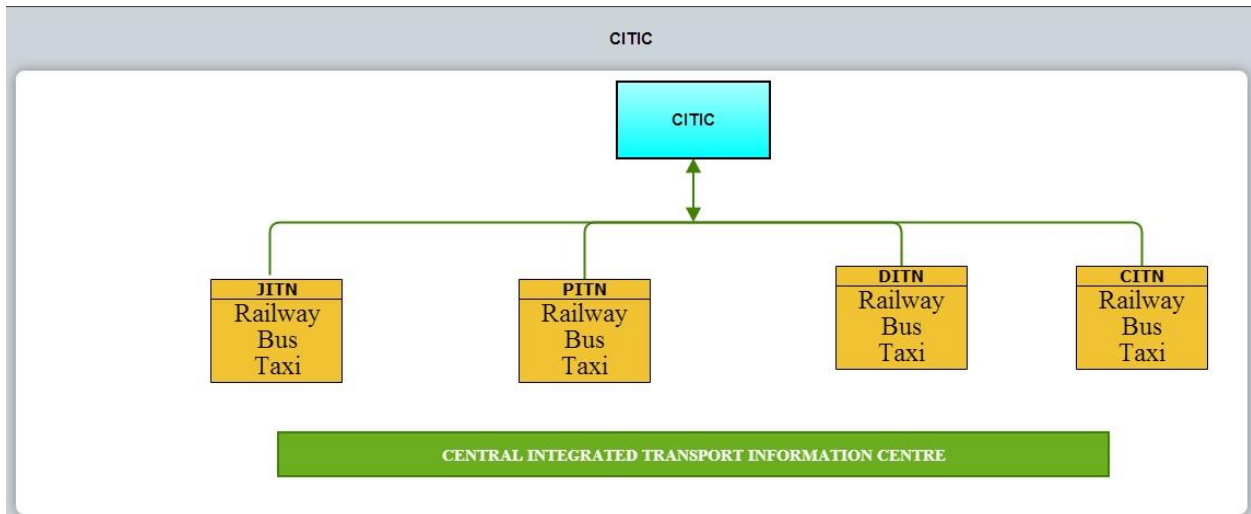 CITIC
CITIC
JITN
Railway
Bus
Taxi
PITN
Railway
Bus
Taxi
DITN
Railway
Bus
Taxi
CITN
Railway
Bus
Taxi
CENTRAL INTEGRATED TRANSPORT INFORMATION CENTRE